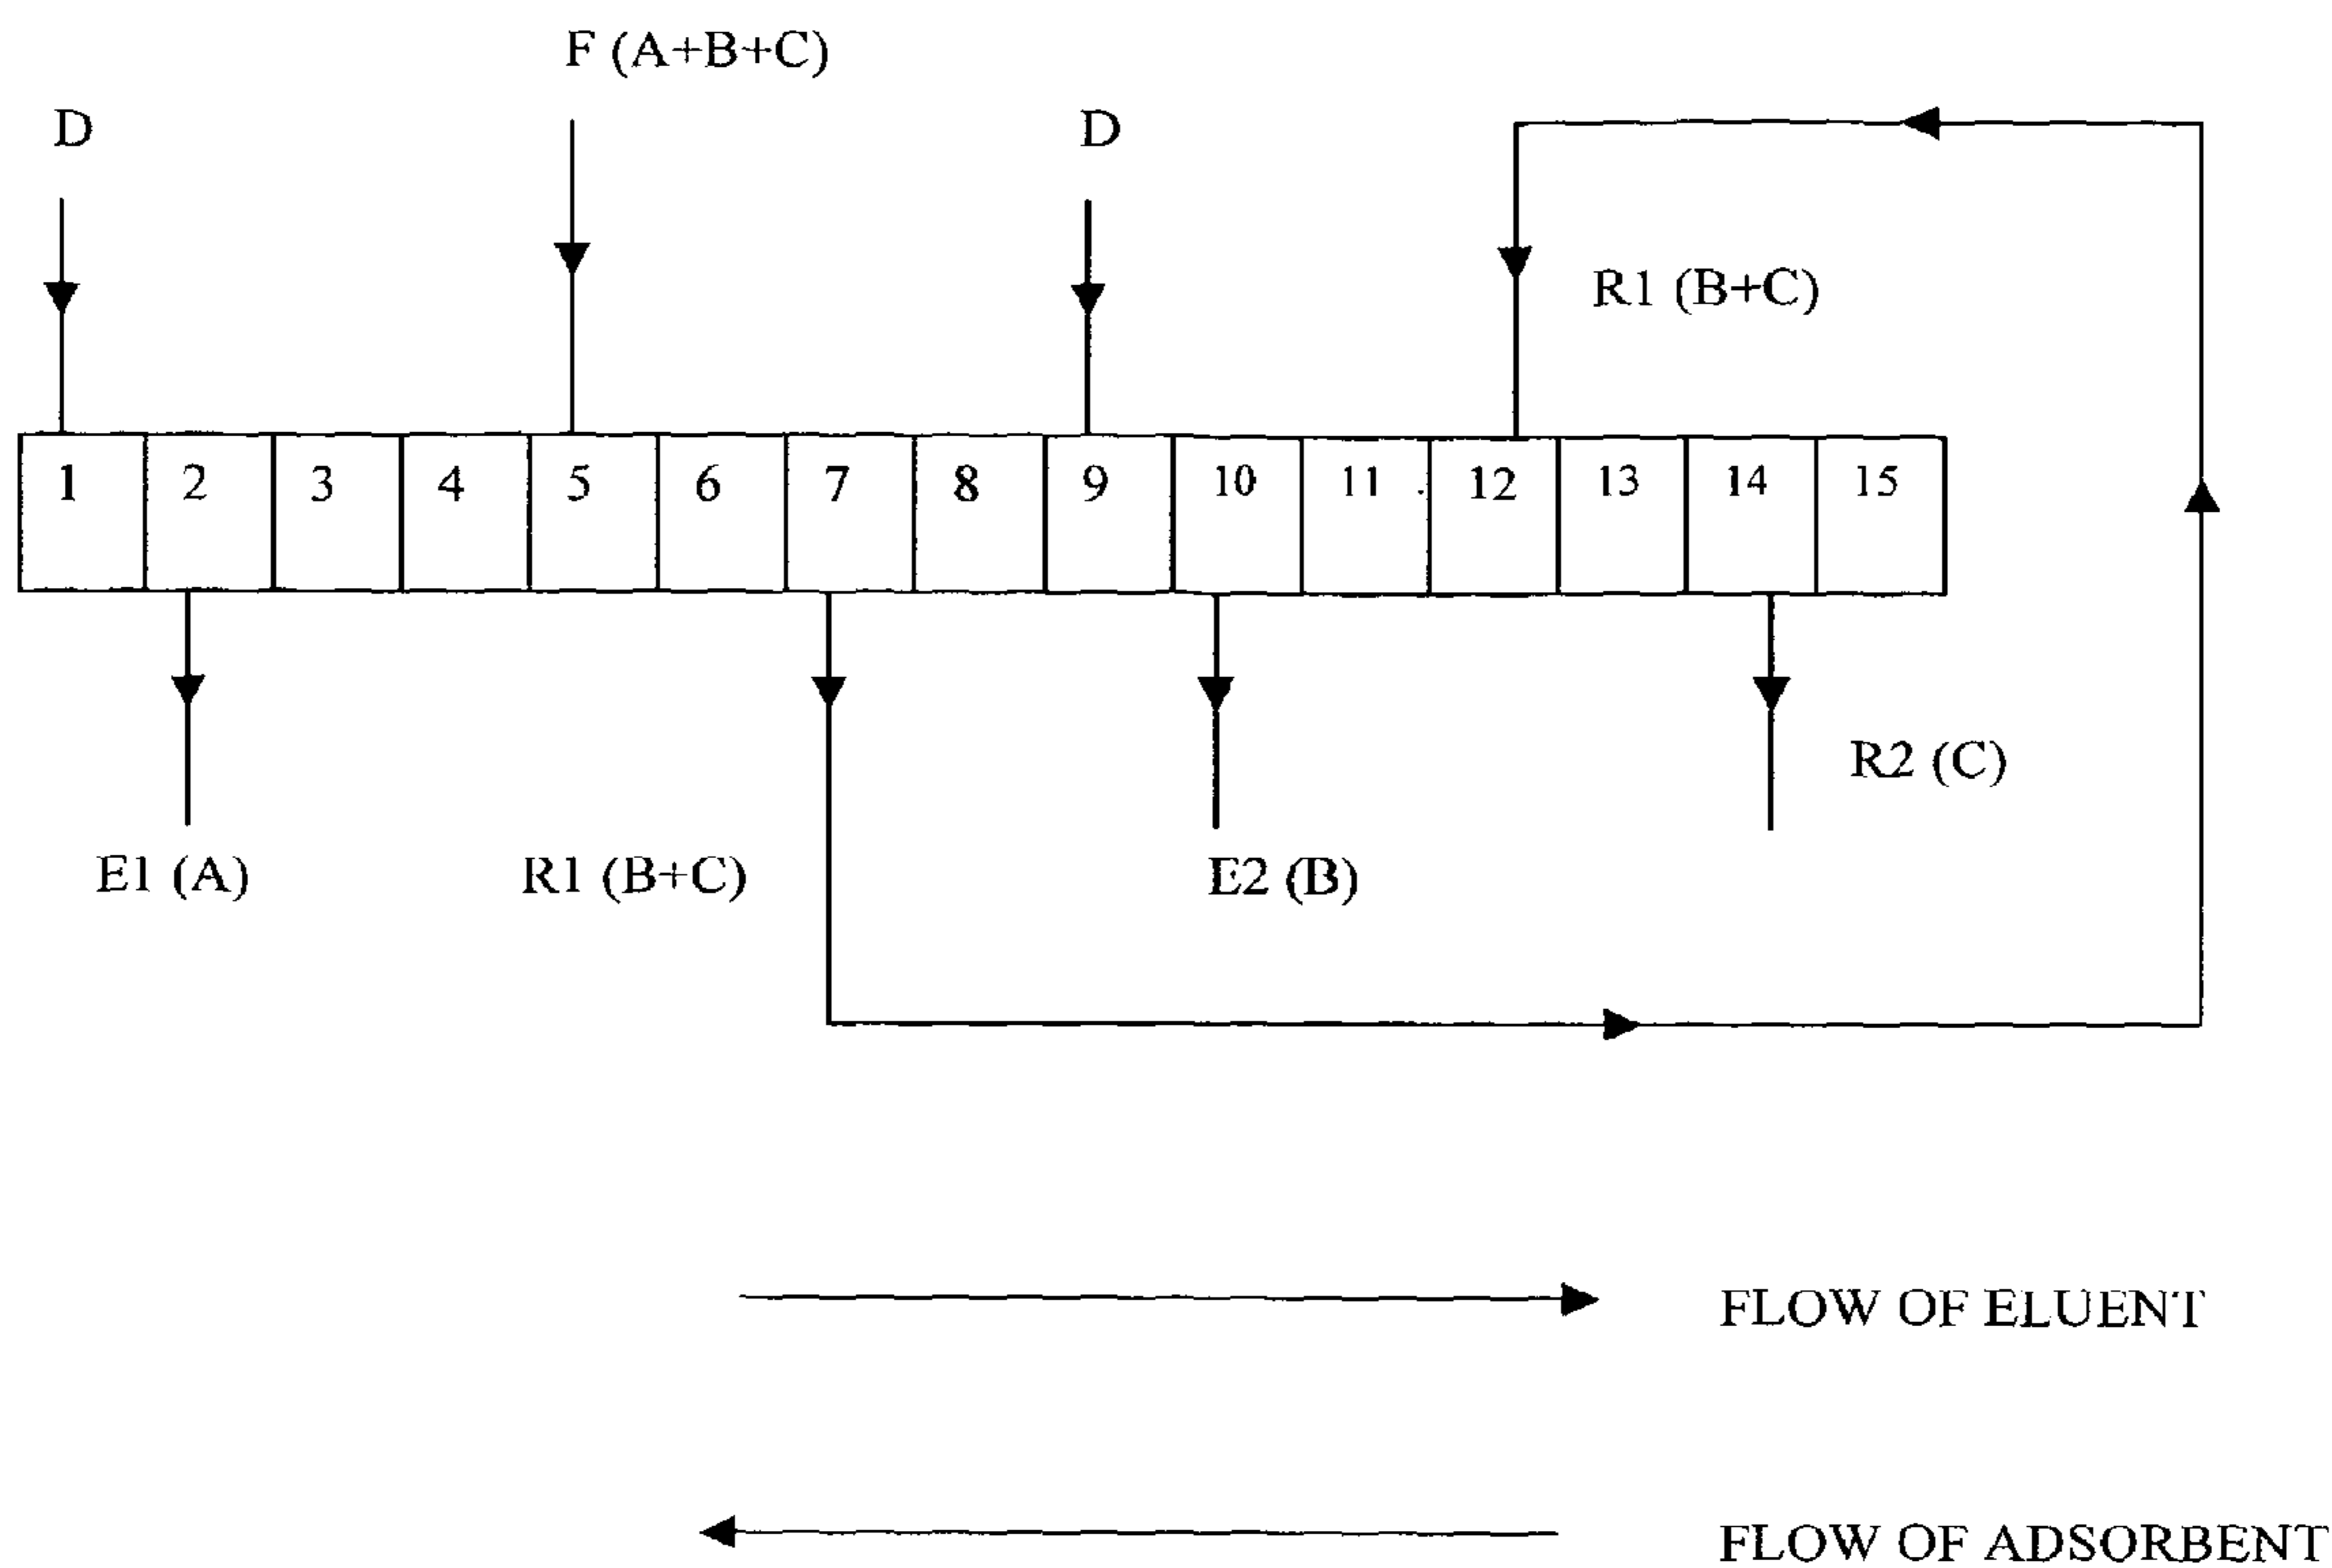 F (A+B+C)
D
D
R1 (B+C)
1 2 3 4 5 6 7 8 9 10 11 12 13 14 15
R2 (C)
E1 (A)
R1 (B+C)
E2 (B)
FLOW OF ELUENT
FLOW OF ADSORBENT